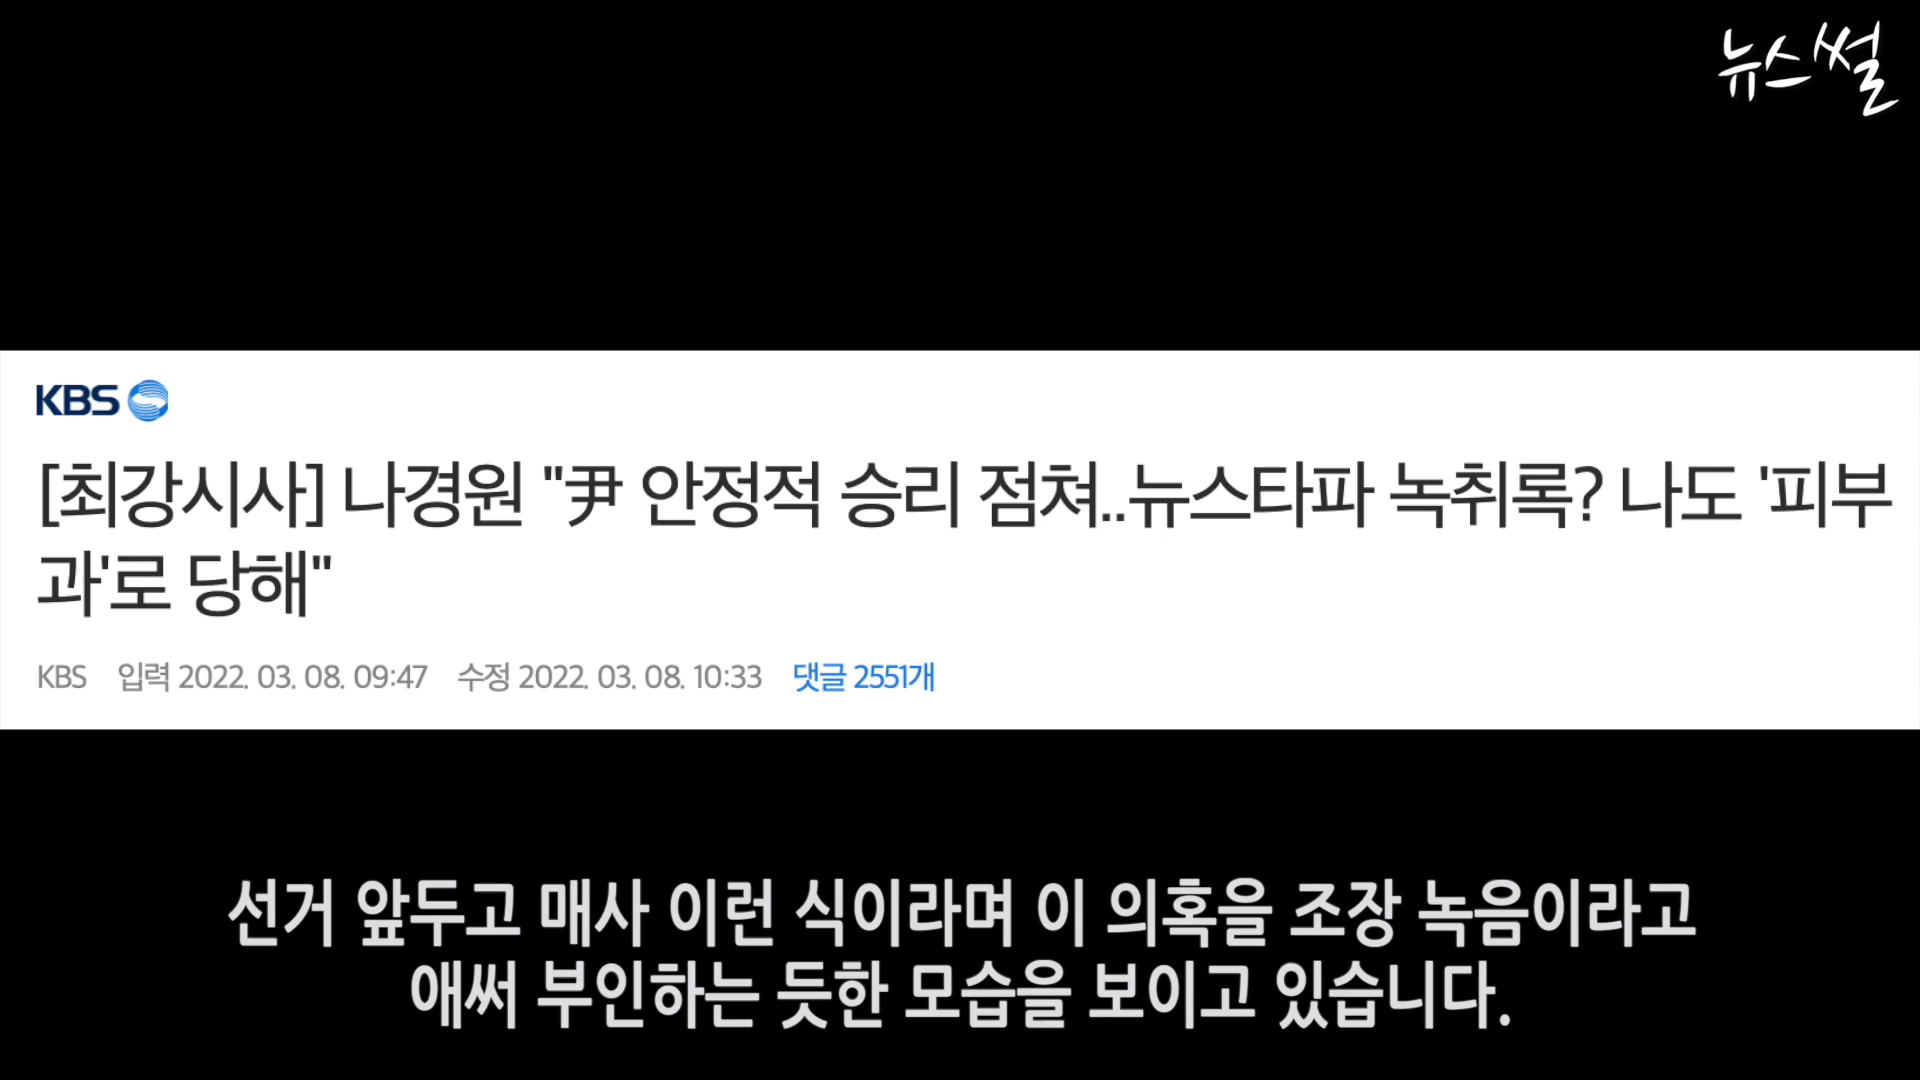 뉴스썰
KBS
[최강시사] 나경원 "尹 안정적 승리 점쳐..뉴스타파 녹취록? 나도 '피부
과'로 당해"
KBS 입력 2022. 03. 08. 09:47 수정 2022. 03. 08. 10:33 댓글 2551개
선거 앞두고 매사 이런 식이라며 이 의혹을 조장 녹음이라고
애써 부인하는 듯한 모습을 보이고 있습니다.